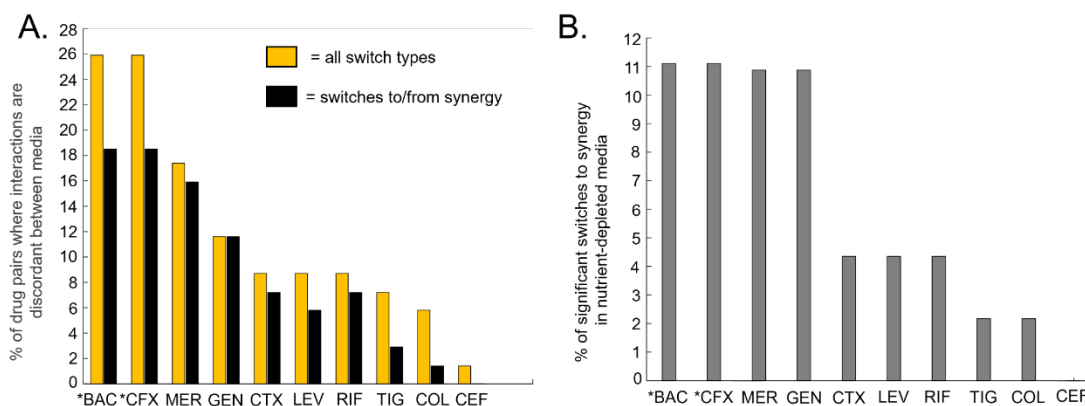 A.
% of drug pairs where interactions are
discordant between media
28
26
24
22
20
18
16
14
12
10
8
6
4
2
0
= all switch types
= switches to/from synergy
*BAC *CFX MER GEN CTX LEV RIF TIG COL CEF
B.
% of significant switches to synergy
in nutrient-depleted media
12
11
10
9
8
7
6
5
4
3
2
1
0
*BAC *CFX MER GEN CTX LEV RIF TIG COL CEF